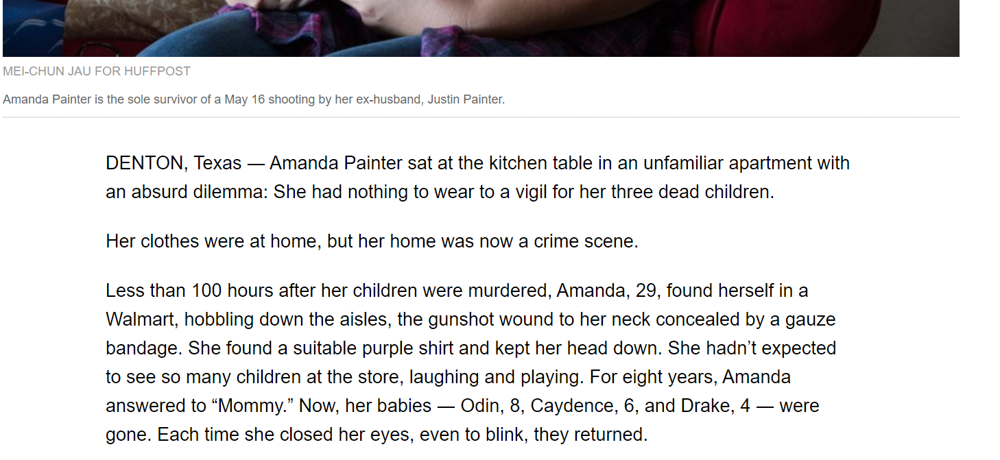 MEI-CHUN JAU FOR HUFFPOST
Amanda Painter is the sole survivor of a May 16 shooting by her ex-husband, Justin Painter.
DENTON, Texas — Amanda Painter sat at the kitchen table in an unfamiliar apartment with
an absurd dilemma: She had nothing to wear to a vigil for her three dead children.
Her clothes were at home, but her home was now a crime scene.
Less than 100 hours after her children were murdered, Amanda, 29, found herself in a
Walmart, hobbling down the aisles, the gunshot wound to her neck concealed by a gauze
bandage. She found a suitable purple shirt and kept her head down. She hadn’t expected
to see so many children at the store, laughing and playing. For eight years, Amanda
answered to “Mommy.” Now, her babies — Odin, 8, Caydence, 6, and Drake, 4 — were
gone. Each time she closed her eyes, even to blink, they returned.